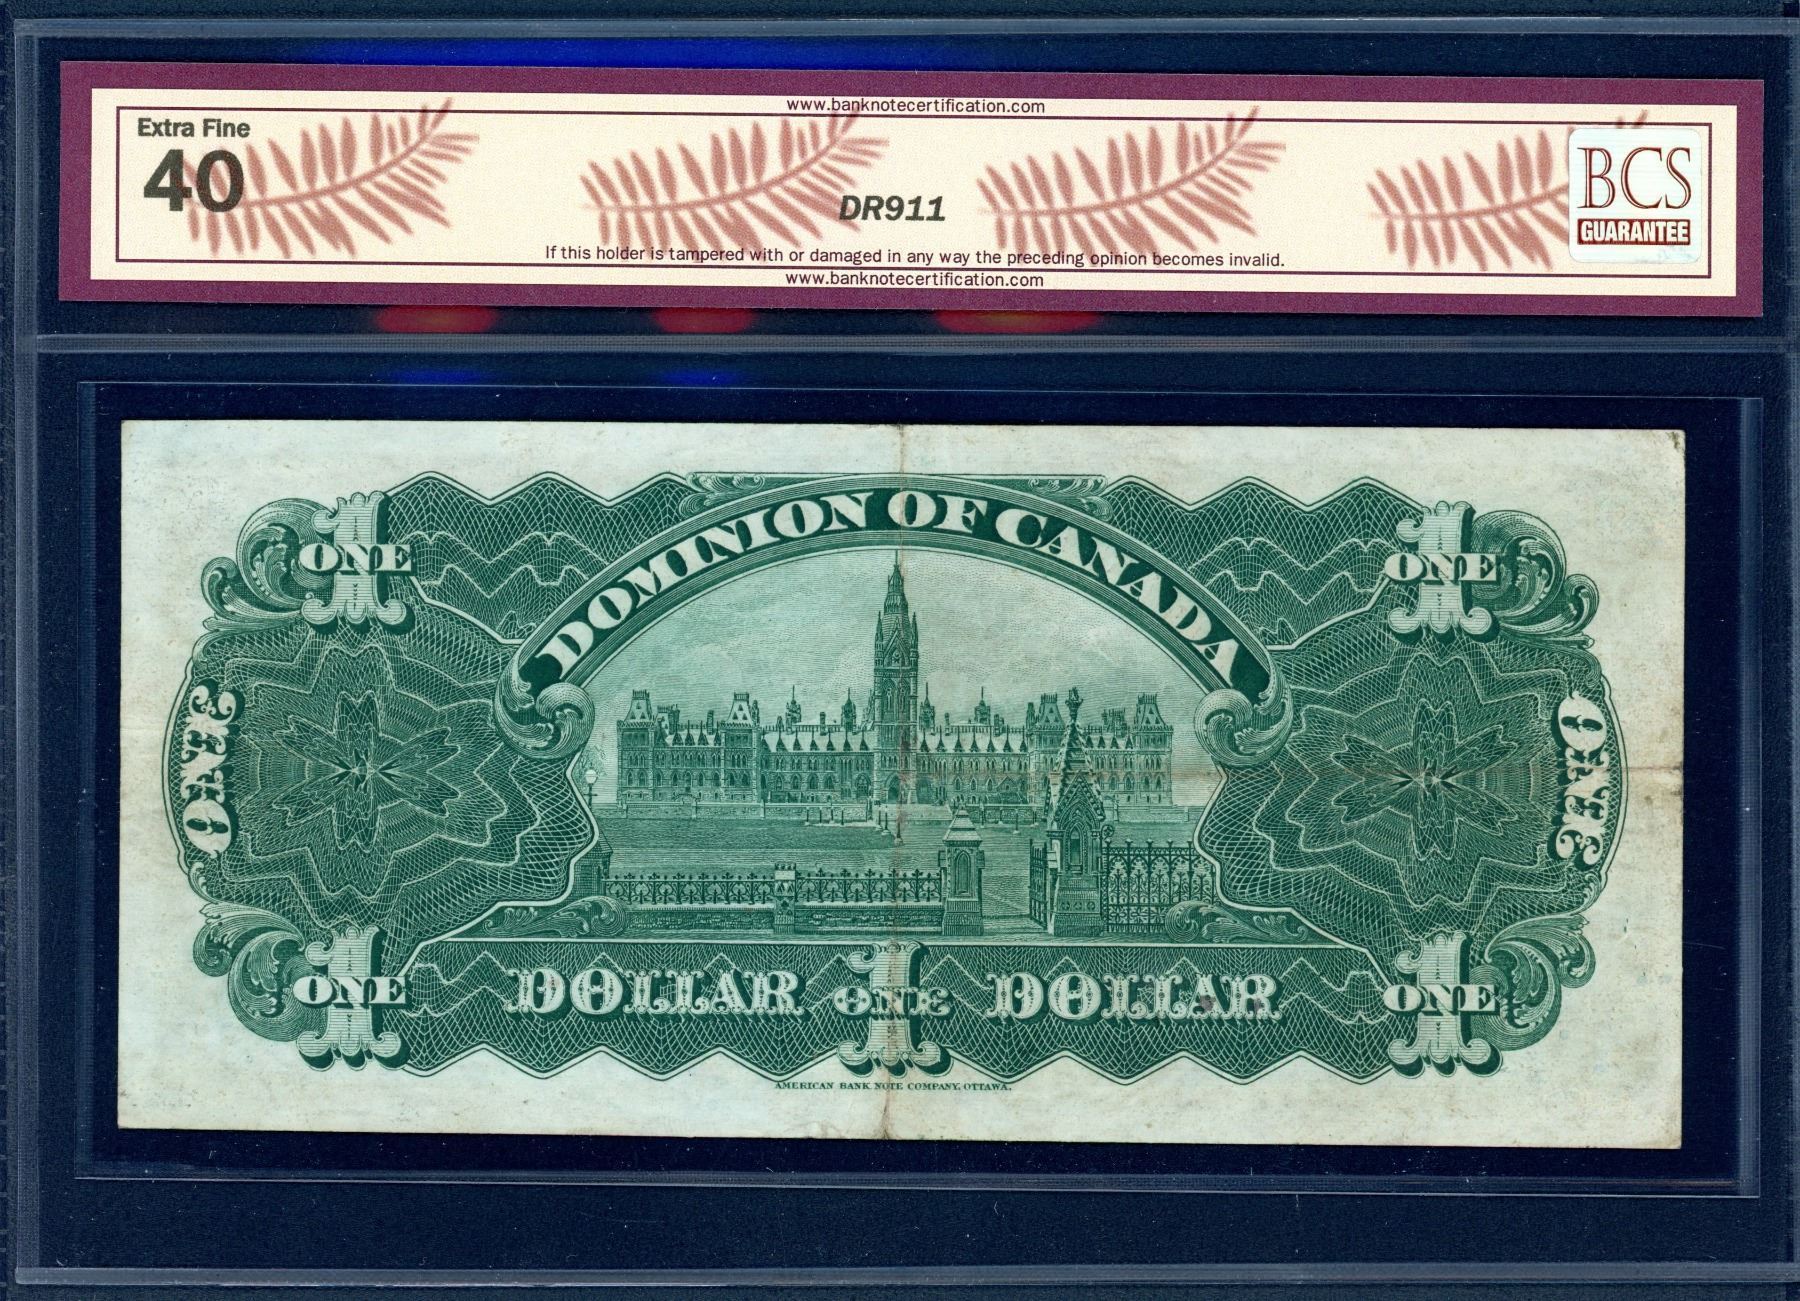 www.banknotecertification.com
Extra Fine
40
DR911
BCS
GUARANTEE
If this holder is tampered with or damaged in any way the preceding opinion becomes invalid.
www.banknotecertification.com
DOMINION OF CANADA
1 ONE
1 ONE
ONE
ONE
1 ONE
DOLLAR 1 ONE DOLLAR
1 ONE
AMERICAN BANK NOTE COMPANY, OTTAWA.